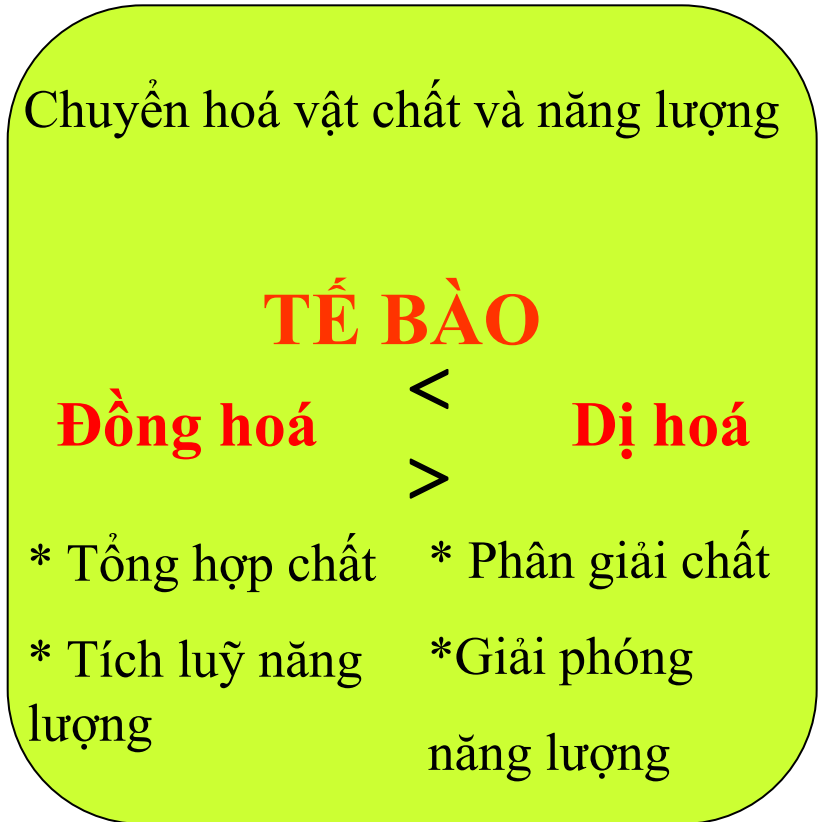 Chuyển hoá vật chất và năng lượng
TẾ BÀO
<
Đồng hoá
Dị hoá
>
* Tổng hợp chất
* Tích luỹ năng
lượng
* Phân giải chất
*Giải phóng
năng lượng